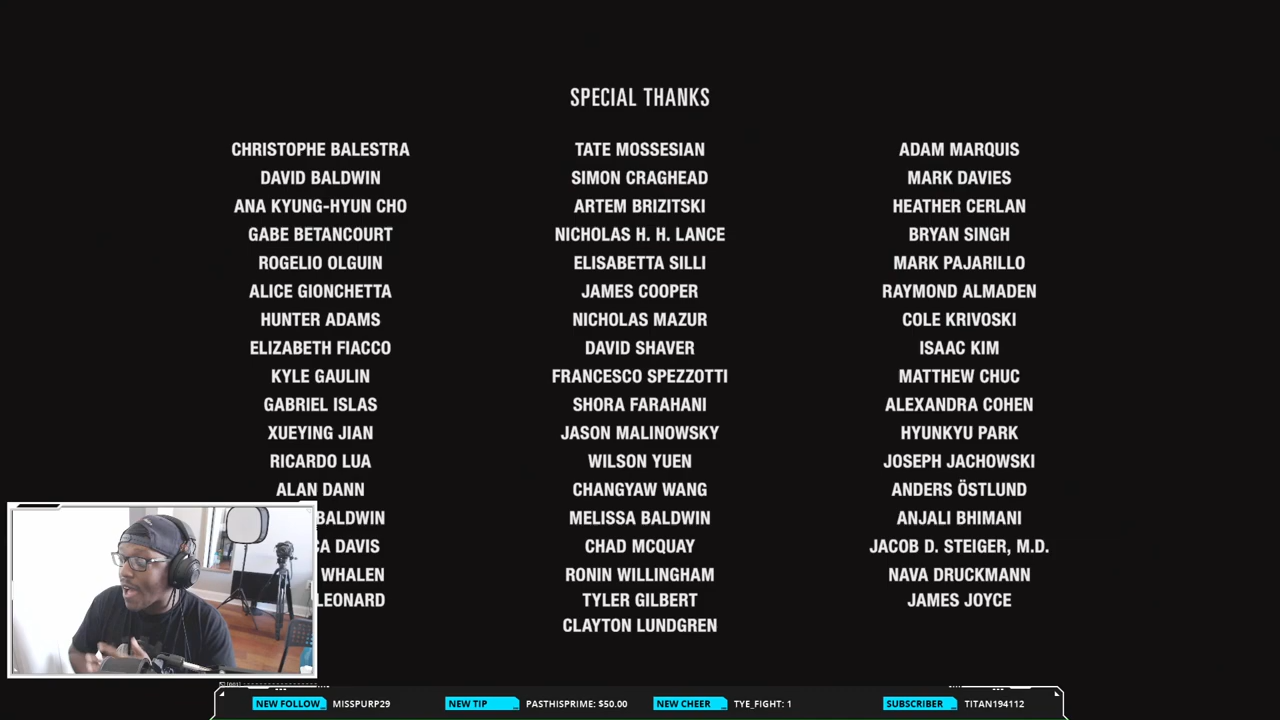 SPECIAL THANKS
CHRISTOPHE BALESTRA
DAVID BALDWIN
ANA KYUNG-HYUN CHO
GABE BETANCOURT
ROGELIO OLGUIN
ALICE GIONCHETTA
HUNTER ADAMS
ELIZABETH FIACCO
KYLE GAULIN
GABRIEL ISLAS
XUEYING JIAN
RICARDO LUA
ALAN DANN
BALDWIN
DAVIS
WHALEN
LEONARD
TATE MOSSESIAN
SIMON CRAGHEAD
ARTEM BRIZITSKI
NICHOLAS H. H. LANCE
ELISABETTA SILLI
JAMES COOPER
NICHOLAS MAZUR
DAVID SHAVER
FRANCESCO SPEZZOTTI
SHORA FARAHANI
JASON MALINOWSKY
WILSON YUEN
CHANGYAW WANG
MELISSA BALDWIN
CHAD MCQUAY
RONIN WILLINGHAM
TYLER GILBERT
CLAYTON LUNDGREN
ADAM MARQUIS
MARK DAVIES
HEATHER CERLAN
BRYAN SINGH
MARK PAJARILLO
RAYMOND ALMADEN
COLE KRIVOSKI
ISAAC KIM
MATTHEW CHUC
ALEXANDRA COHEN
HYUNKYU PARK
JOSEPH JACHOWSKI
ANDERS ÖSTLUND
ANJALI BHIMANI
JACOB D. STEIGER, M.D.
NAVA DRUCKMANN
JAMES JOYCE
NEW FOLLOW MISSPURP29 NEW TIP PASTHISPRIME: $50.00 NEW CHEER TYE_FIGHT: 1 SUBSCRIBER TITAN194112